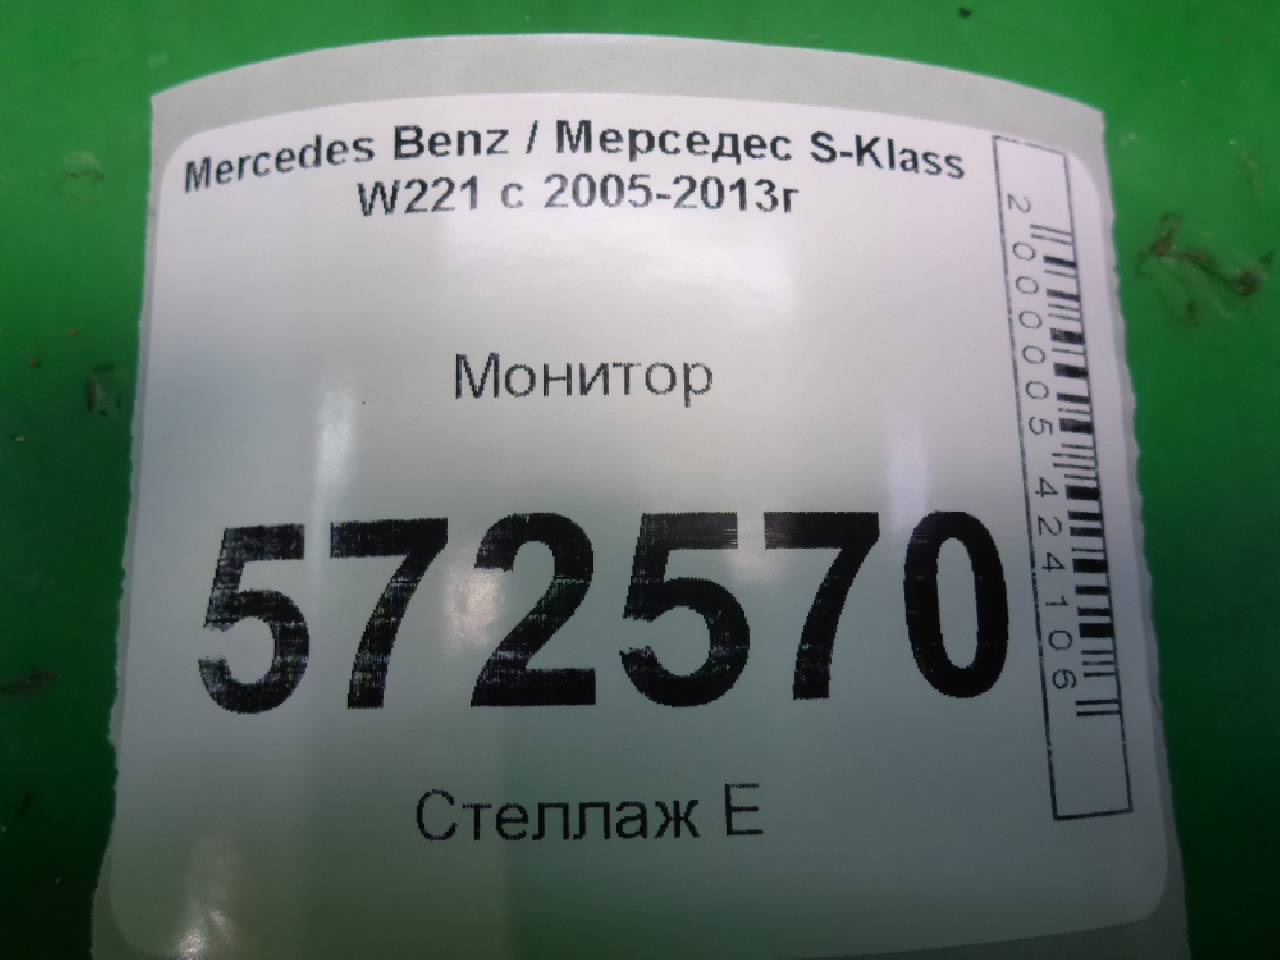 Mercedes Benz / Мерседес S-Klass
W221 с 2005-2013г
Монитор
572570
Стеллаж Е
2000005424106